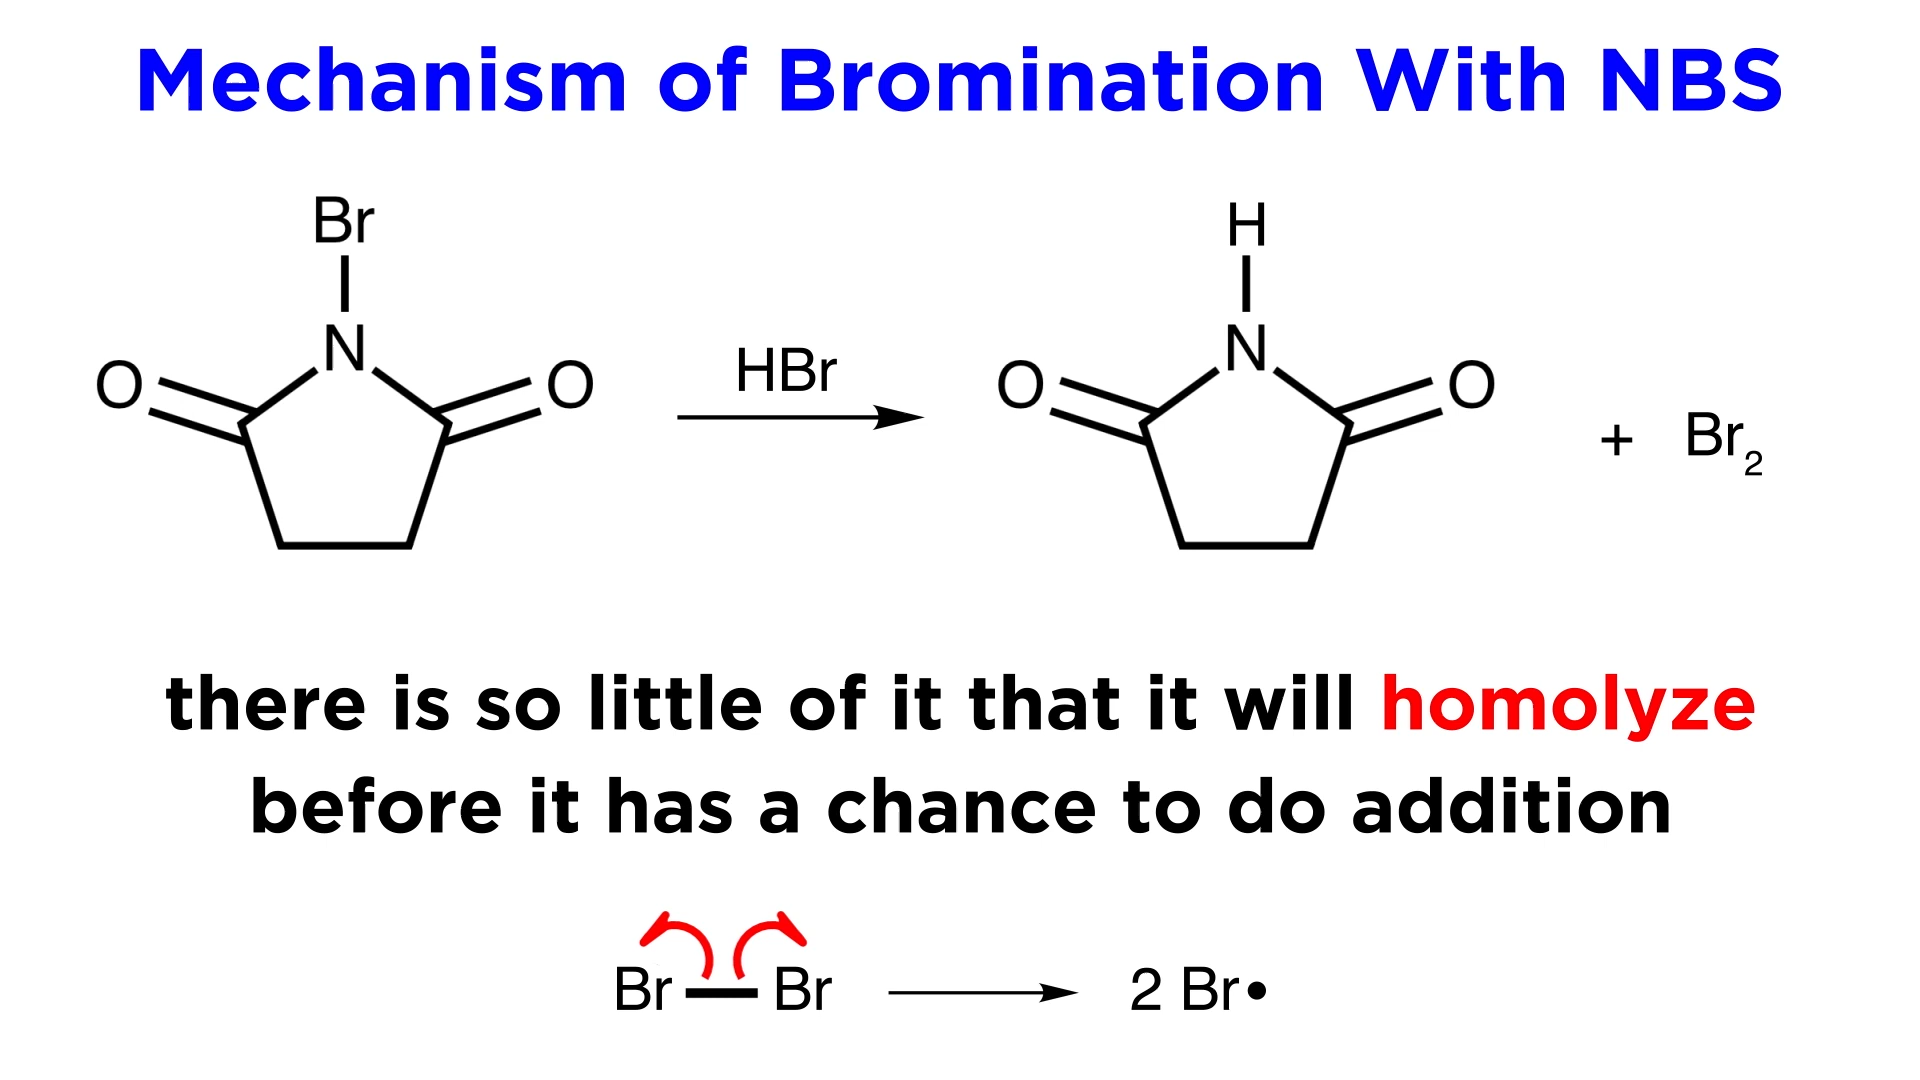 Mechanism of Bromination With NBS
Br
H
N
N
O
O
HBr
O
O
+ Br₂
there is so little of it that it will homolyze
before it has a chance to do addition
Br Br 2 Br•